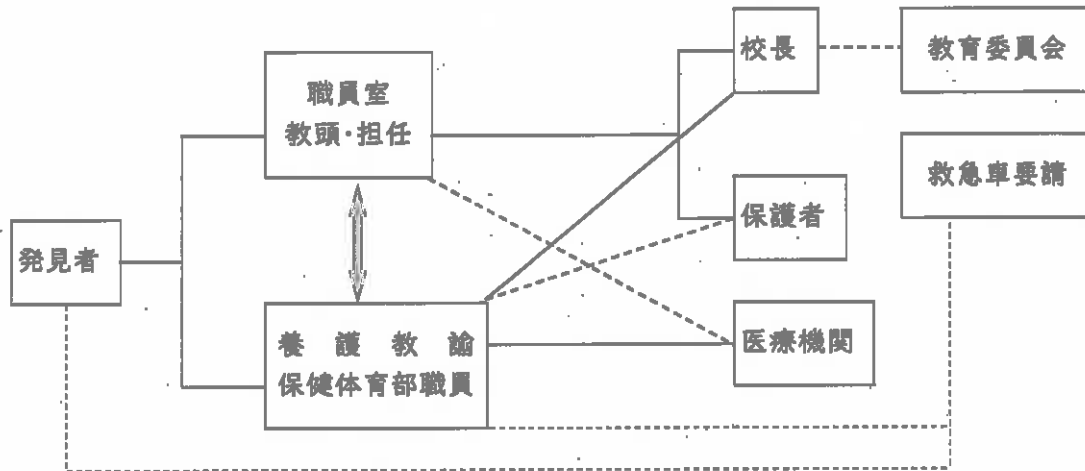 校長
教育委員会
職員室
教頭・担任
救急車要請
保護者
発見者
養護教諭
保健体育部職員
医療機関